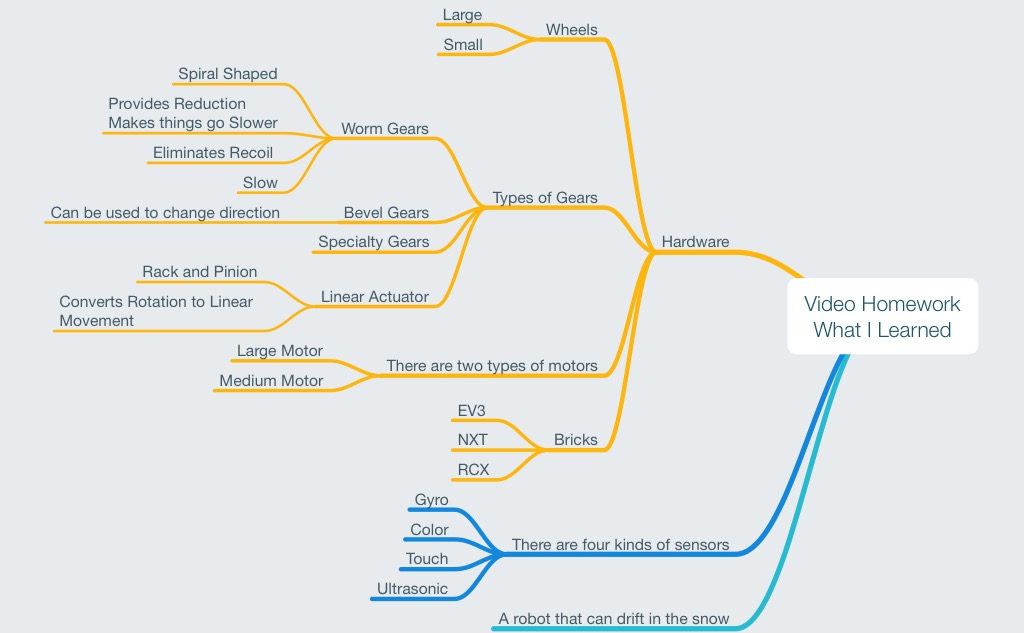 Large
Small
Wheels
Spiral Shaped
Provides Reduction
Makes things go Slower
Eliminates Recoil
Slow
Worm Gears
Can be used to change direction
Bevel Gears
Specialty Gears
Rack and Pinion
Converts Rotation to Linear
Movement
Linear Actuator
Types of Gears
Large Motor
Medium Motor
There are two types of motors
EV3
NXT
RCX
Bricks
Hardware
Video Homework
What I Learned
Gyro
Color
Touch
Ultrasonic
There are four kinds of sensors
A robot that can drift in the snow